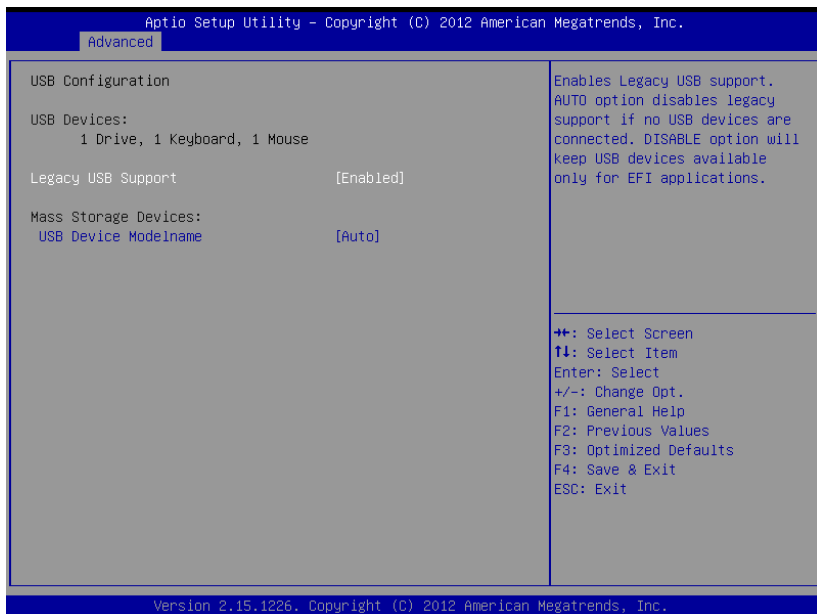 Aptio Setup Utility – Copyright (C) 2012 American Megatrends, Inc.
Advanced
USB Configuration
USB Devices:
1 Drive, 1 Keyboard, 1 Mouse
Legacy USB Support [Enabled]
Mass Storage Devices:
USB Device Modelname [Auto]
Enables Legacy USB support.
AUTO option disables legacy
support if no USB devices are
connected. DISABLE option will
keep USB devices available
only for EFI applications.
→←: Select Screen
↑↓: Select Item
Enter: Select
+/-: Change Opt.
F1: General Help
F2: Previous Values
F3: Optimized Defaults
F4: Save & Exit
ESC: Exit
Version 2.15.1226. Copyright (C) 2012 American Megatrends, Inc.